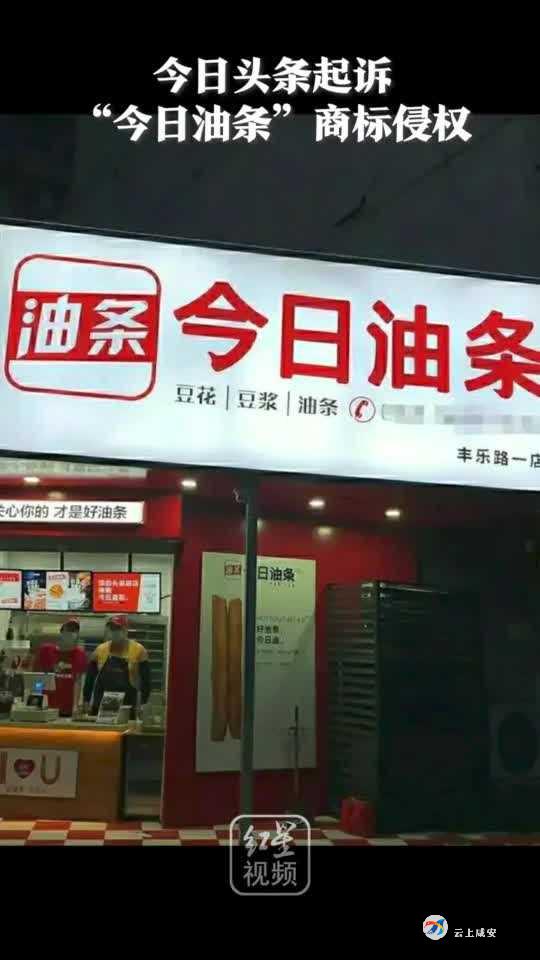 今日头条起诉
“今日油条”商标侵权
油条
今日油条
豆花|豆浆|油条
丰乐路一店
关心你的 才是好油条
今日油条
U
红星
视频
云上咸安